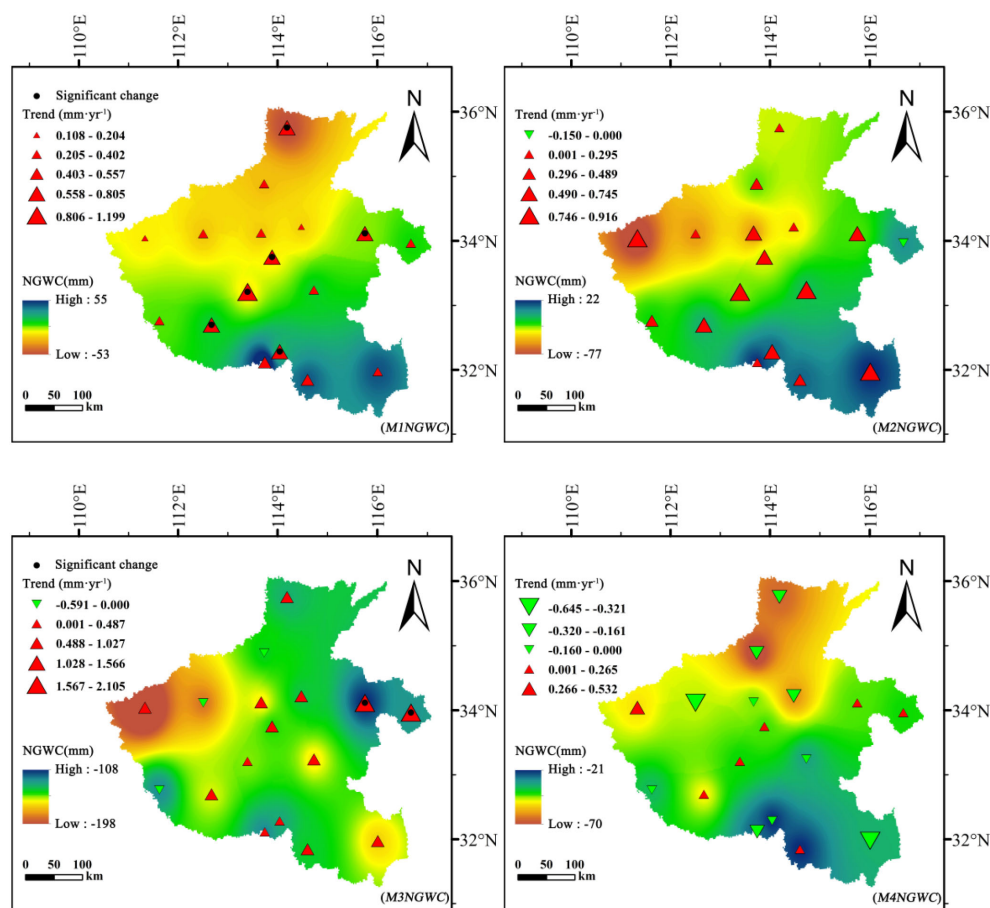 110°E 112°E 114°E 116°E
Significant change
Trend (mm·yr⁻¹)
0.108 - 0.204
0.205 - 0.402
0.403 - 0.557
0.558 - 0.805
0.806 - 1.199
NGWC(mm)
High : 55
Low : -53
0 50 100
km
N
(M1NGWC)
36°N
34°N
32°N
110°E 112°E 114°E 116°E
Trend (mm·yr⁻¹)
-0.150 - 0.000
0.001 - 0.295
0.296 - 0.489
0.490 - 0.745
0.746 - 0.916
NGWC(mm)
High : 22
Low : -77
0 50 100
km
N
(M2NGWC)
36°N
34°N
32°N
110°E 112°E 114°E 116°E
Significant change
Trend (mm·yr⁻¹)
-0.591 - 0.000
0.001 - 0.487
0.488 - 1.027
1.028 - 1.566
1.567 - 2.105
NGWC(mm)
High : -108
Low : -198
0 50 100
km
N
(M3NGWC)
36°N
34°N
32°N
110°E 112°E 114°E 116°E
Trend (mm·yr⁻¹)
-0.645 - -0.321
-0.320 - -0.161
-0.160 - 0.000
0.001 - 0.265
0.266 - 0.532
NGWC(mm)
High : -21
Low : -70
0 50 100
km
N
(M4NGWC)
36°N
34°N
32°N